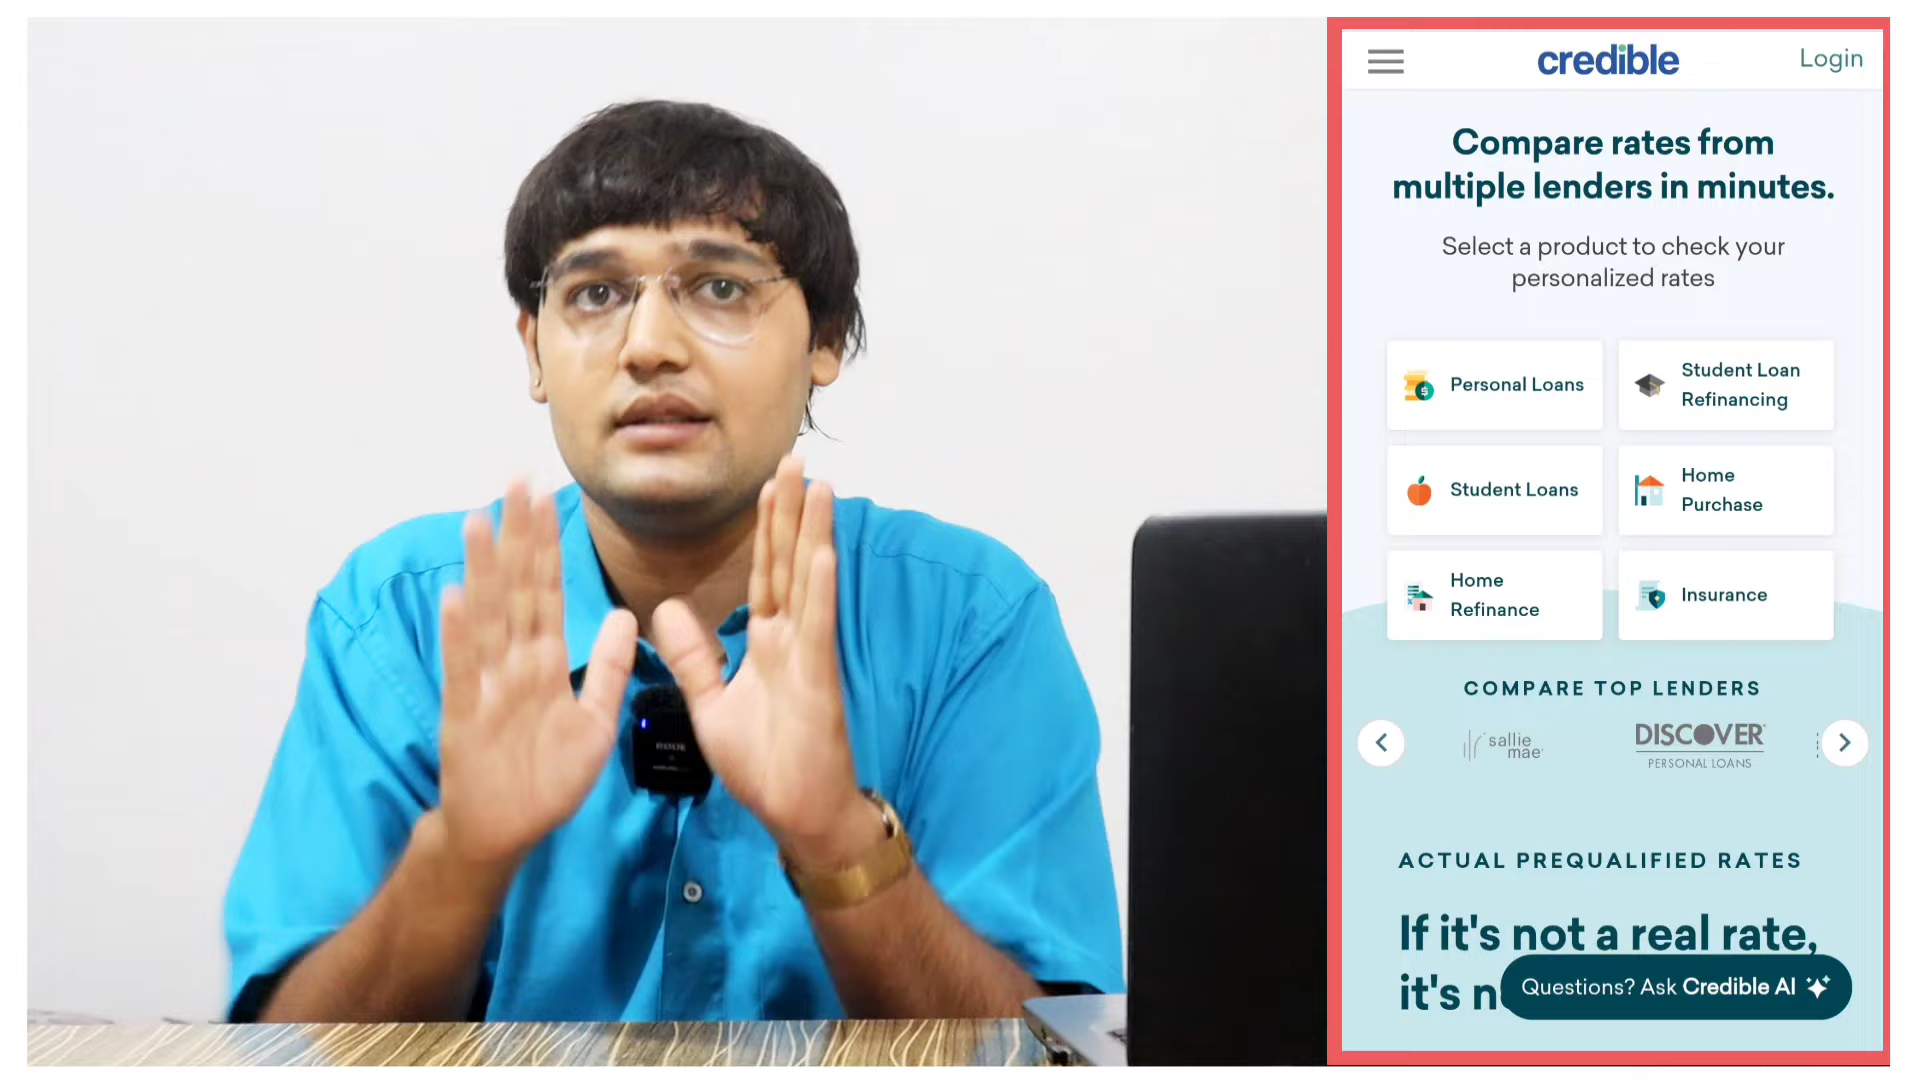 credible
Login
Compare rates from
multiple lenders in minutes.
Select a product to check your
personalized rates
Personal Loans
Student Loan
Refinancing
Student Loans
Home
Purchase
Home
Refinance
Insurance
COMPARE TOP LENDERS
sallie
mae
DISCOVER
PERSONAL LOANS
ACTUAL PREQUALIFIED RATES
If it's not a real rate,
it's n
Questions? Ask Credible AI